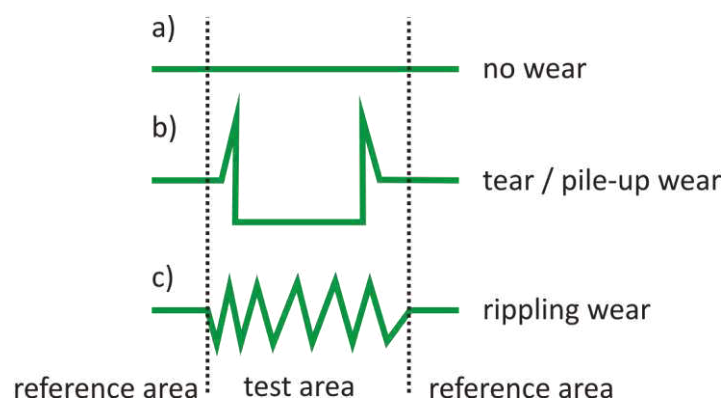 a)
no wear
b)
tear / pile-up wear
c)
rippling wear
reference area
test area
reference area